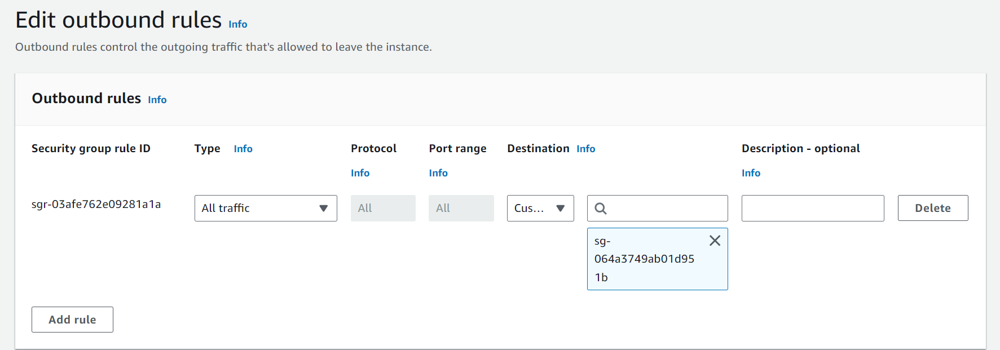 Edit outbound rules Info
Outbound rules control the outgoing traffic that's allowed to leave the instance.
Outbound rules Info
Security group rule ID Type Info Protocol Port range Destination Info Description - optional
Info Info Info
sgr-03afe762e09281a1a All traffic All All Cus... Delete
sg-
064a3749ab01d95
1b
Add rule